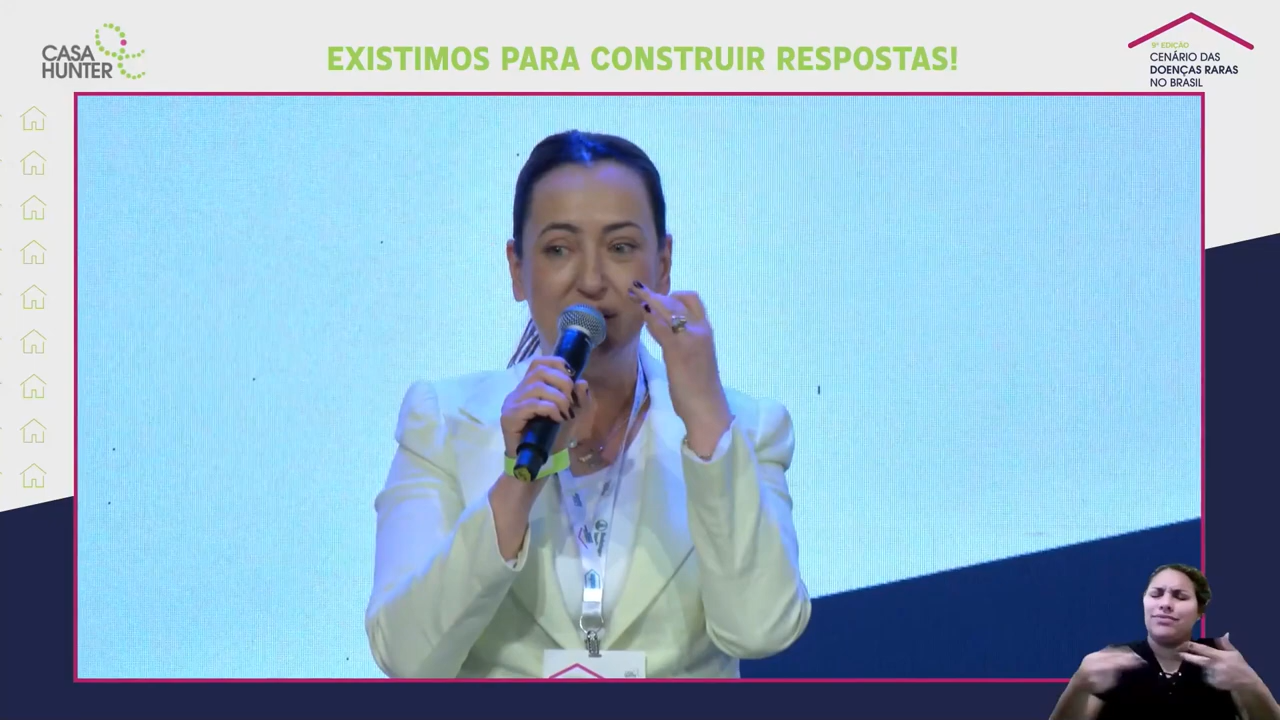 CASA
HUNTER
EXISTIMOS PARA CONSTRUIR RESPOSTAS!
9ª EDIÇÃO
CENÁRIO DAS
DOENÇAS RARAS
NO BRASIL